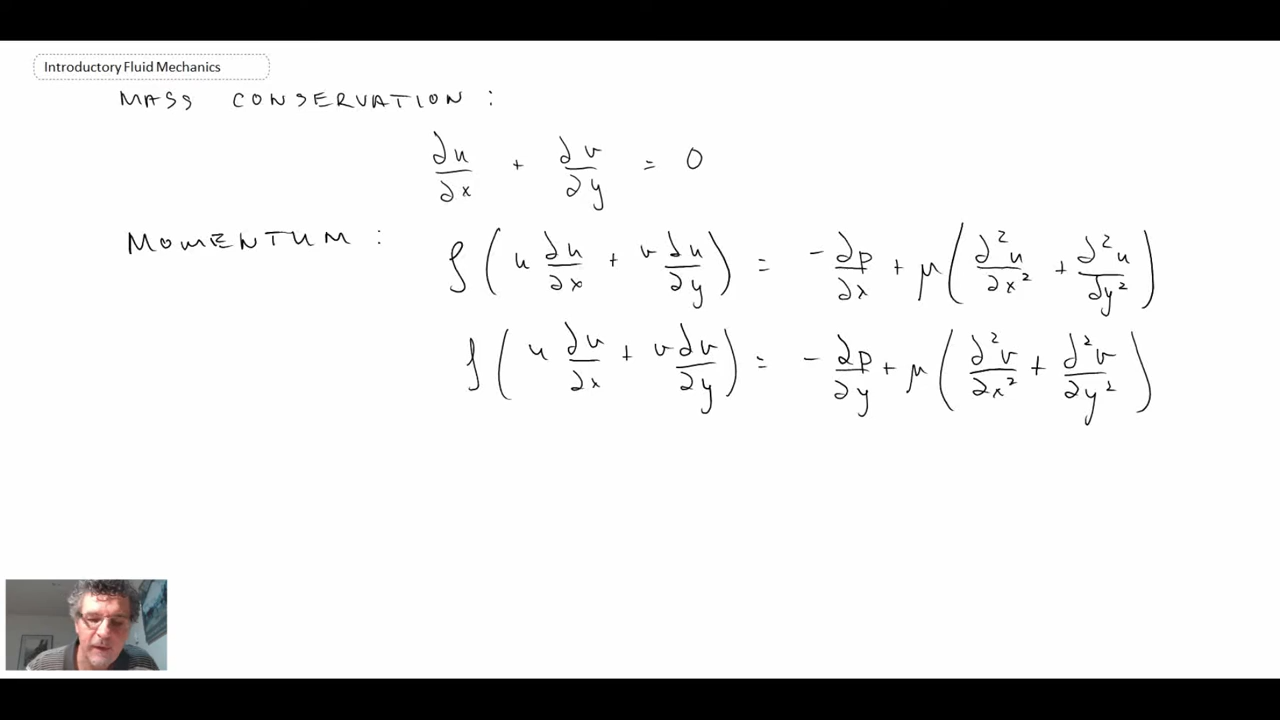 Introductory Fluid Mechanics
MASS CONSERVATION :
∂u/∂x + ∂v/∂y = 0
MOMENTUM : ρ(u ∂u/∂x + v ∂u/∂y) = -∂p/∂x + μ(∂²u/∂x² + ∂²u/∂y²)
ρ(u ∂v/∂x + v ∂v/∂y) = -∂p/∂y + μ(∂²v/∂x² + ∂²v/∂y²)